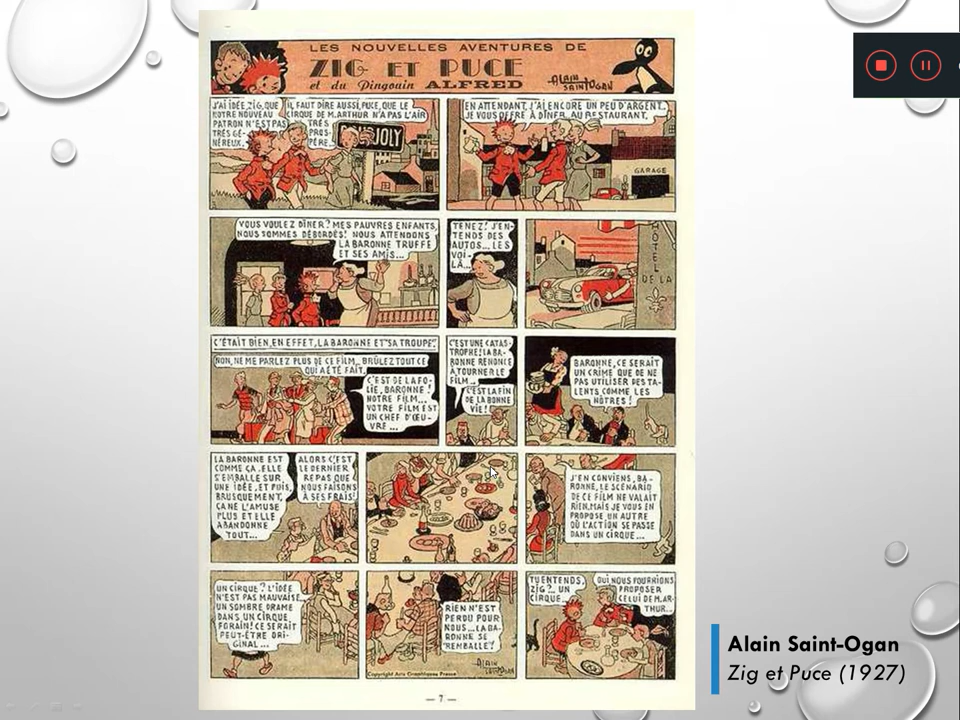 LES NOUVELLES AVENTURES DE
ZIG ET PUCE
et du Pingouin ALFRED
ALAIN
SAINT-OGAN
J'AI IDÉE, ZIG, QUE
NOTRE NOUVEAU
PATRON N'EST PAS
TRÈS GÉ-
NÉREUX.
IL FAUT DIRE AUSSI, PUCE, QUE LE
CIRQUE DE M. ARTHUR N'A PAS L'AIR
TRÈS
PROS-
PÈRE..
JOLY
EN ATTENDANT, J'AI ENCORE UN PEU D'ARGENT..
JE VOUS OFFRE À DÎNER AU RESTAURANT.
GARAGE
VOUS VOULEZ DÎNER? MES PAUVRES ENFANTS,
NOUS SOMMES DÉBORDÉS! NOUS ATTENDONS
LA BARONNE TRUFFE
ET SES AMIS...
TENEZ! J'EN-
TENDS DES
AUTOS... LES
VOI-
LÀ...
HÔTEL
DE LA
C'ÉTAIT BIEN, EN EFFET, LA BARONNE ET "SA TROUPE".
NON, NE ME PARLEZ PLUS DE CE FILM.. BRÛLEZ TOUT CE
QUI A ÉTÉ FAIT.
C'EST DE LA FO-
LIE, BARONNE!
NOTRE FILM...
VOTRE FILM EST
UN CHEF D'ŒU-
VRE...
C'EST UNE CATAS-
TROPHE! LA BA-
RONNE RENONCE
À TOURNER LE
FILM..
C'EST LA FIN
DE LA BONNE
VIE!
BARONNE, CE SERAIT
UN CRIME QUE DE NE
PAS UTILISER DES TA-
LENTS COMME LES
NÔTRES!
LA BARONNE EST
COMME ÇA. ELLE
S'EMBALLE SUR
UNE IDÉE, ET PUIS,
BRUSQUEMENT,
ÇA NE L'AMUSE
PLUS ET ELLE
ABANDONNE
TOUT...
ALORS C'EST
LE DERNIER
REPAS QUE
NOUS FAISONS
À SES FRAIS!
J'EN CONVIENS, BA-
RONNE, LE SCÉNARIO
DE CE FILM NE VALAIT
RIEN, MAIS JE VOUS EN
PROPOSE UN AUTRE
OÙ L'ACTION SE PASSE
DANS UN CIRQUE...
UN CIRQUE? L'IDÉE
N'EST PAS MAUVAISE..
UN SOMBRE DRAME
DANS UN CIRQUE
FORAIN! CE SERAIT
PEUT-ÊTRE ORI-
GINAL...
RIEN N'EST
PERDU POUR
NOUS... LA BA-
RONNE SE
REMBALLE!
ALAIN
SAINT-OGAN
Copyright Aris Greenblanes Presse
TU ENTENDS,
ZIG?.. UN
CIRQUE..
QUE NOUS POURRIONS
PROPOSER
CELUI DE M. AR-
THUR..
— 7 —
Alain Saint-Ogan
Zig et Puce (1927)